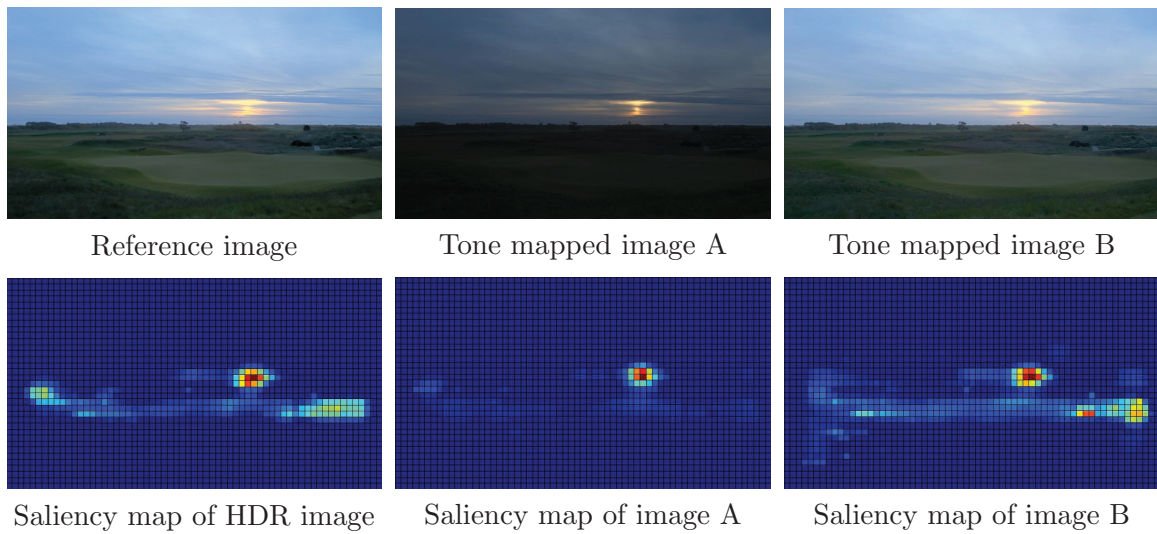 Reference image
Tone mapped image A
Tone mapped image B
Saliency map of HDR image
Saliency map of image A
Saliency map of image B